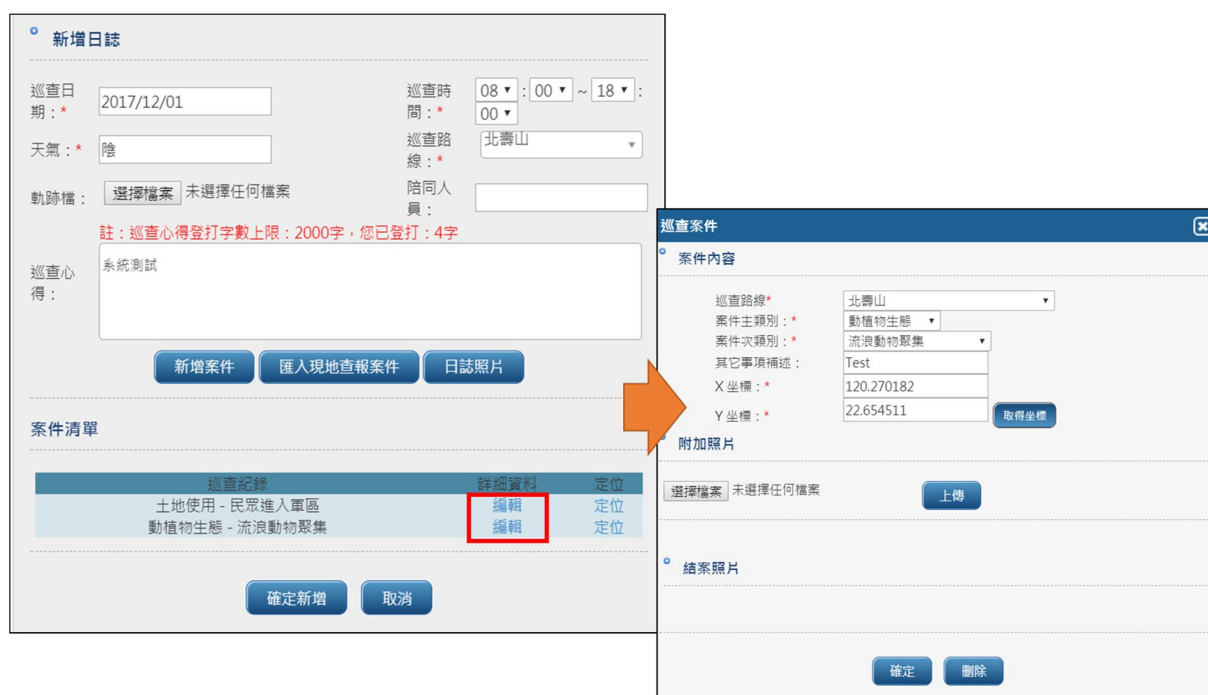 新增日誌
巡查日期：* 2017/12/01 巡查時間：* 08 : 00 ~ 18 : 00
天氣：* 陰 巡查路線：* 北壽山
軌跡檔： 選擇檔案 未選擇任何檔案 陪同人員：
註：巡查心得登打字數上限：2000字，您已登打：4字
巡查心得： 系統測試
新增案件 匯入現地查報案件 日誌照片
案件清單
巡查紀錄 詳細資料 定位
土地使用 - 民眾進入軍區 編輯 定位
動植物生態 - 流浪動物聚集 編輯 定位
確定新增 取消
巡查案件
案件內容
巡查路線* 北壽山
案件主類別：* 動植物生態
案件次類別：* 流浪動物聚集
其它事項補述： Test
X 坐標：* 120.270182
Y 坐標：* 22.654511 取得坐標
附加照片
選擇檔案 未選擇任何檔案 上傳
結案照片
確定 刪除